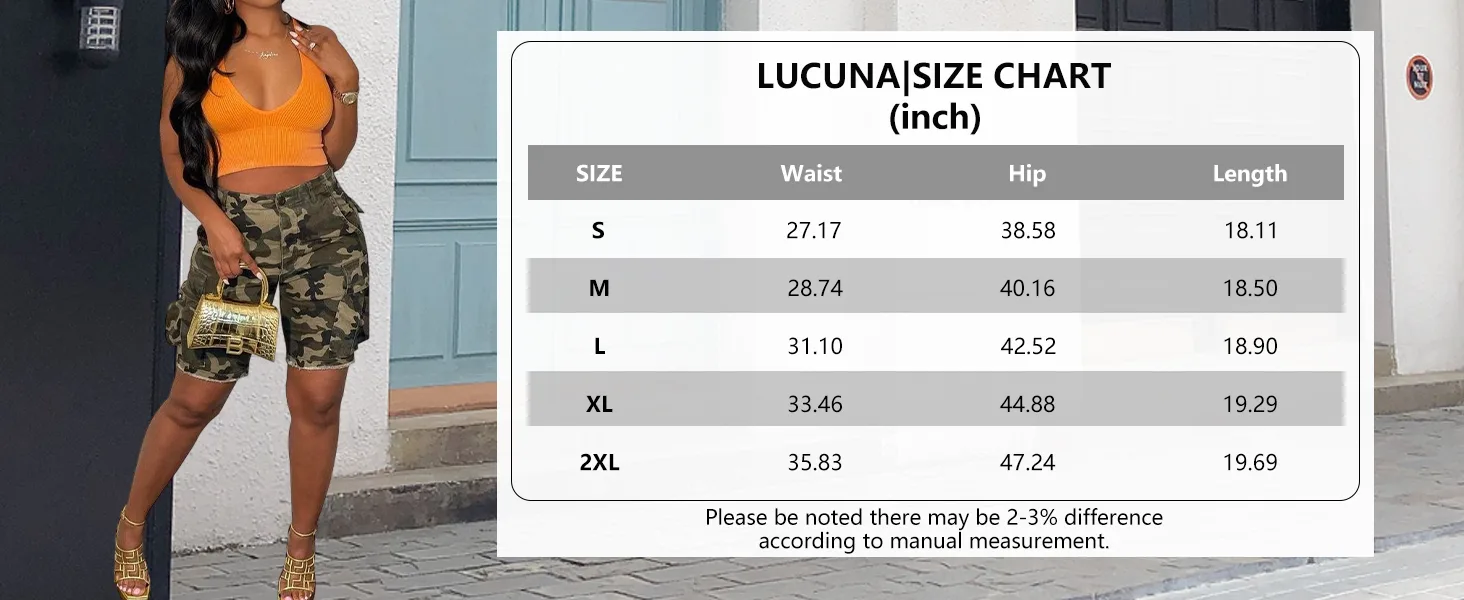 LUCUNA|SIZE CHART
(inch)
SIZE Waist Hip Length
S 27.17 38.58 18.11
M 28.74 40.16 18.50
L 31.10 42.52 18.90
XL 33.46 44.88 19.29
2XL 35.83 47.24 19.69
Please be noted there may be 2-3% difference
according to manual measurement.
B